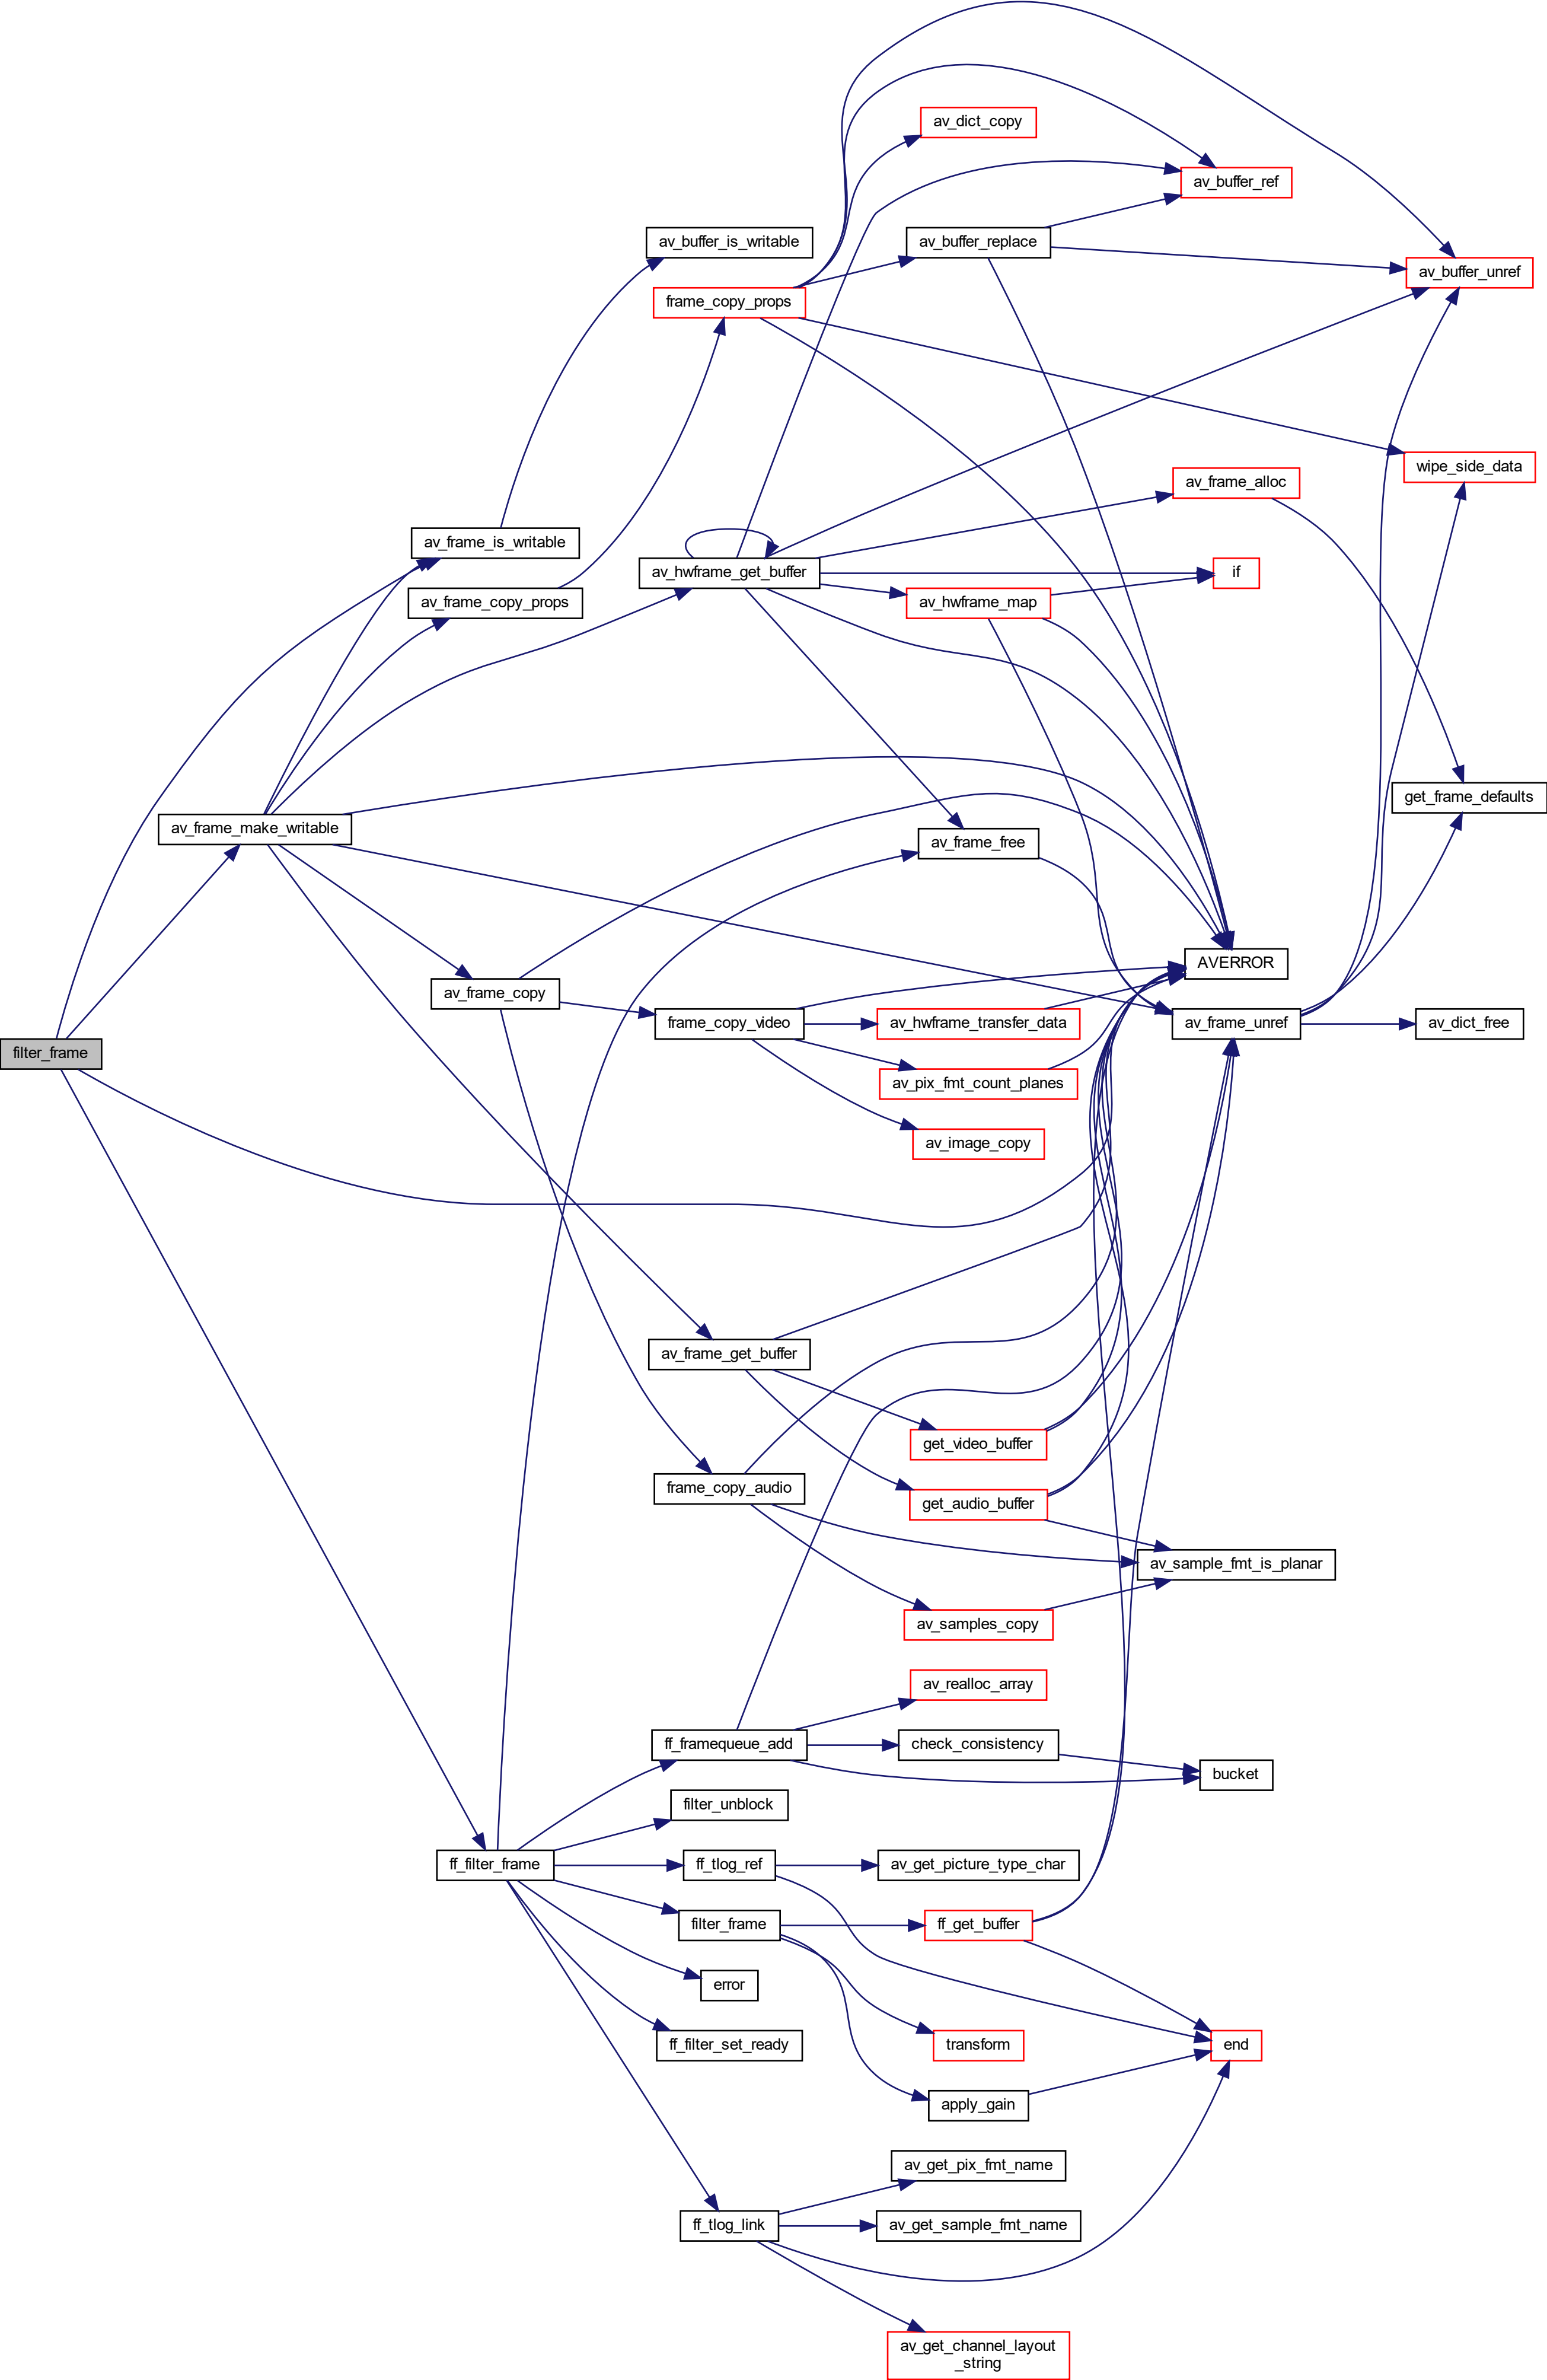 av_dict_copy
av_buffer_ref
av_buffer_is_writable
av_buffer_replace
av_buffer_unref
frame_copy_props
wipe_side_data
av_frame_alloc
av_frame_is_writable
av_hwframe_get_buffer
if
av_frame_copy_props
av_hwframe_map
get_frame_defaults
av_frame_make_writable
av_frame_free
AVERROR
av_frame_copy
frame_copy_video
av_hwframe_transfer_data
av_frame_unref
av_dict_free
filter_frame
av_pix_fmt_count_planes
av_image_copy
av_frame_get_buffer
get_video_buffer
frame_copy_audio
get_audio_buffer
av_sample_fmt_is_planar
av_samples_copy
av_realloc_array
ff_framequeue_add
check_consistency
bucket
filter_unblock
ff_filter_frame
ff_tlog_ref
av_get_picture_type_char
filter_frame
ff_get_buffer
error
ff_filter_set_ready
transform
end
apply_gain
av_get_pix_fmt_name
ff_tlog_link
av_get_sample_fmt_name
av_get_channel_layout
_string